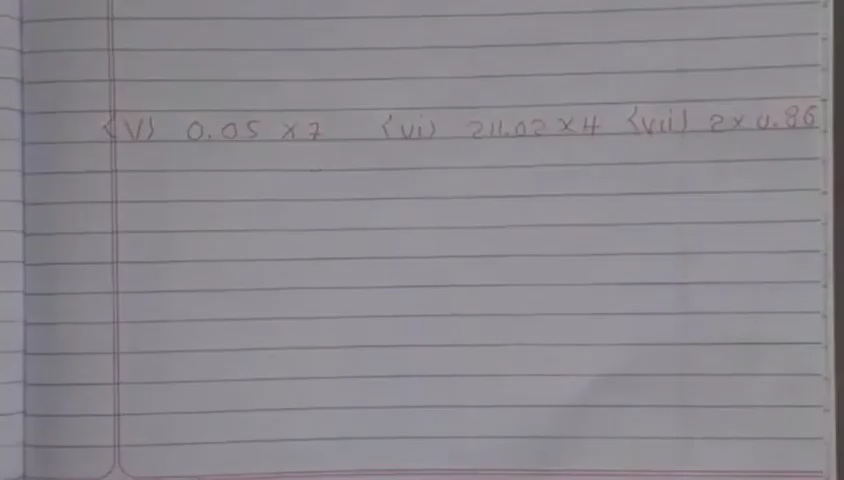 (V) 0.05 × 7 (vi) 211.02 × 4 (vii) 2 × 0.86